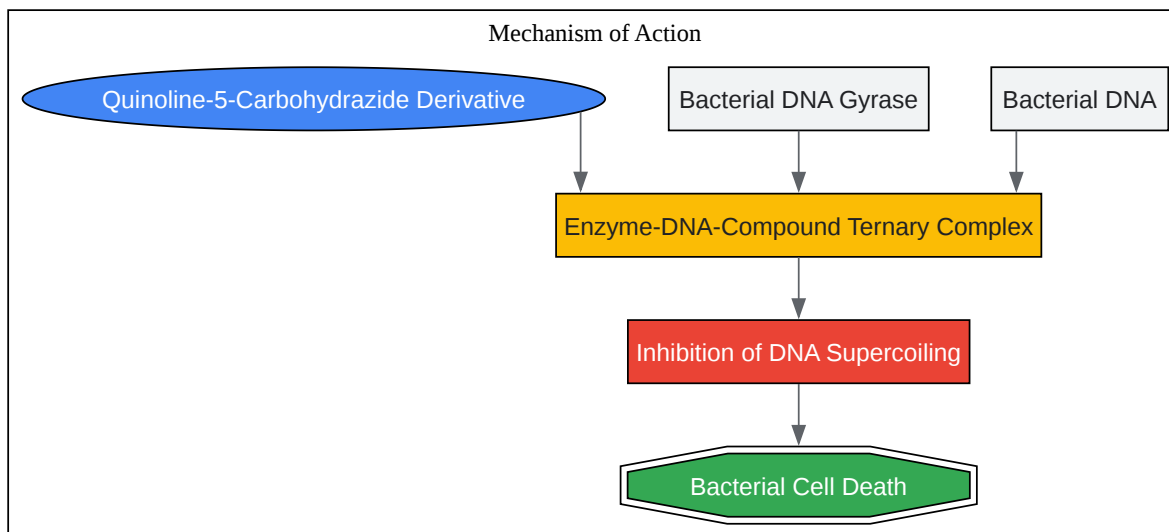 Mechanism of Action
Quinoline-5-Carbohydrazide Derivative
Bacterial DNA Gyrase
Bacterial DNA
Enzyme-DNA-Compound Ternary Complex
Inhibition of DNA Supercoiling
Bacterial Cell Death